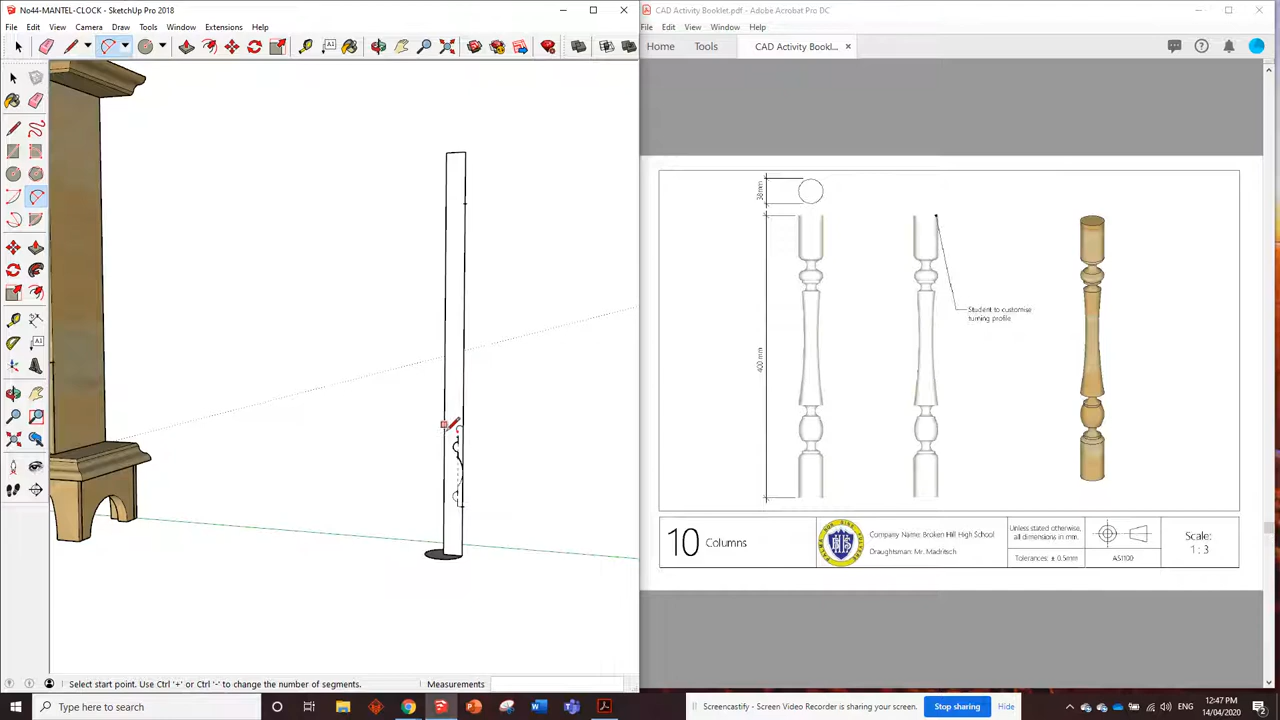 No44-MANTEL-CLOCK - SketchUp Pro 2018
File Edit View Camera Draw Tools Window Extensions Help
Select start point. Use Ctrl '+' or Ctrl '-' to change the number of segments.
Measurements
CAD Activity Booklet.pdf - Adobe Acrobat Pro DC
File Edit View Window Help
Home Tools CAD Activity Bookl...
38mm
400 mm
Student to customise
turning profile
10 Columns
Company Name: Broken Hill High School
Draughtsman: Mr. Madritsch
Unless stated otherwise,
all dimensions in mm.
Tolerances: ± 0.5mm
AS1100
Scale:
1 : 3
Type here to search
Screencastify - Screen Video Recorder is sharing your screen.
Stop sharing
Hide
ENG
12:47 PM
14/04/2020